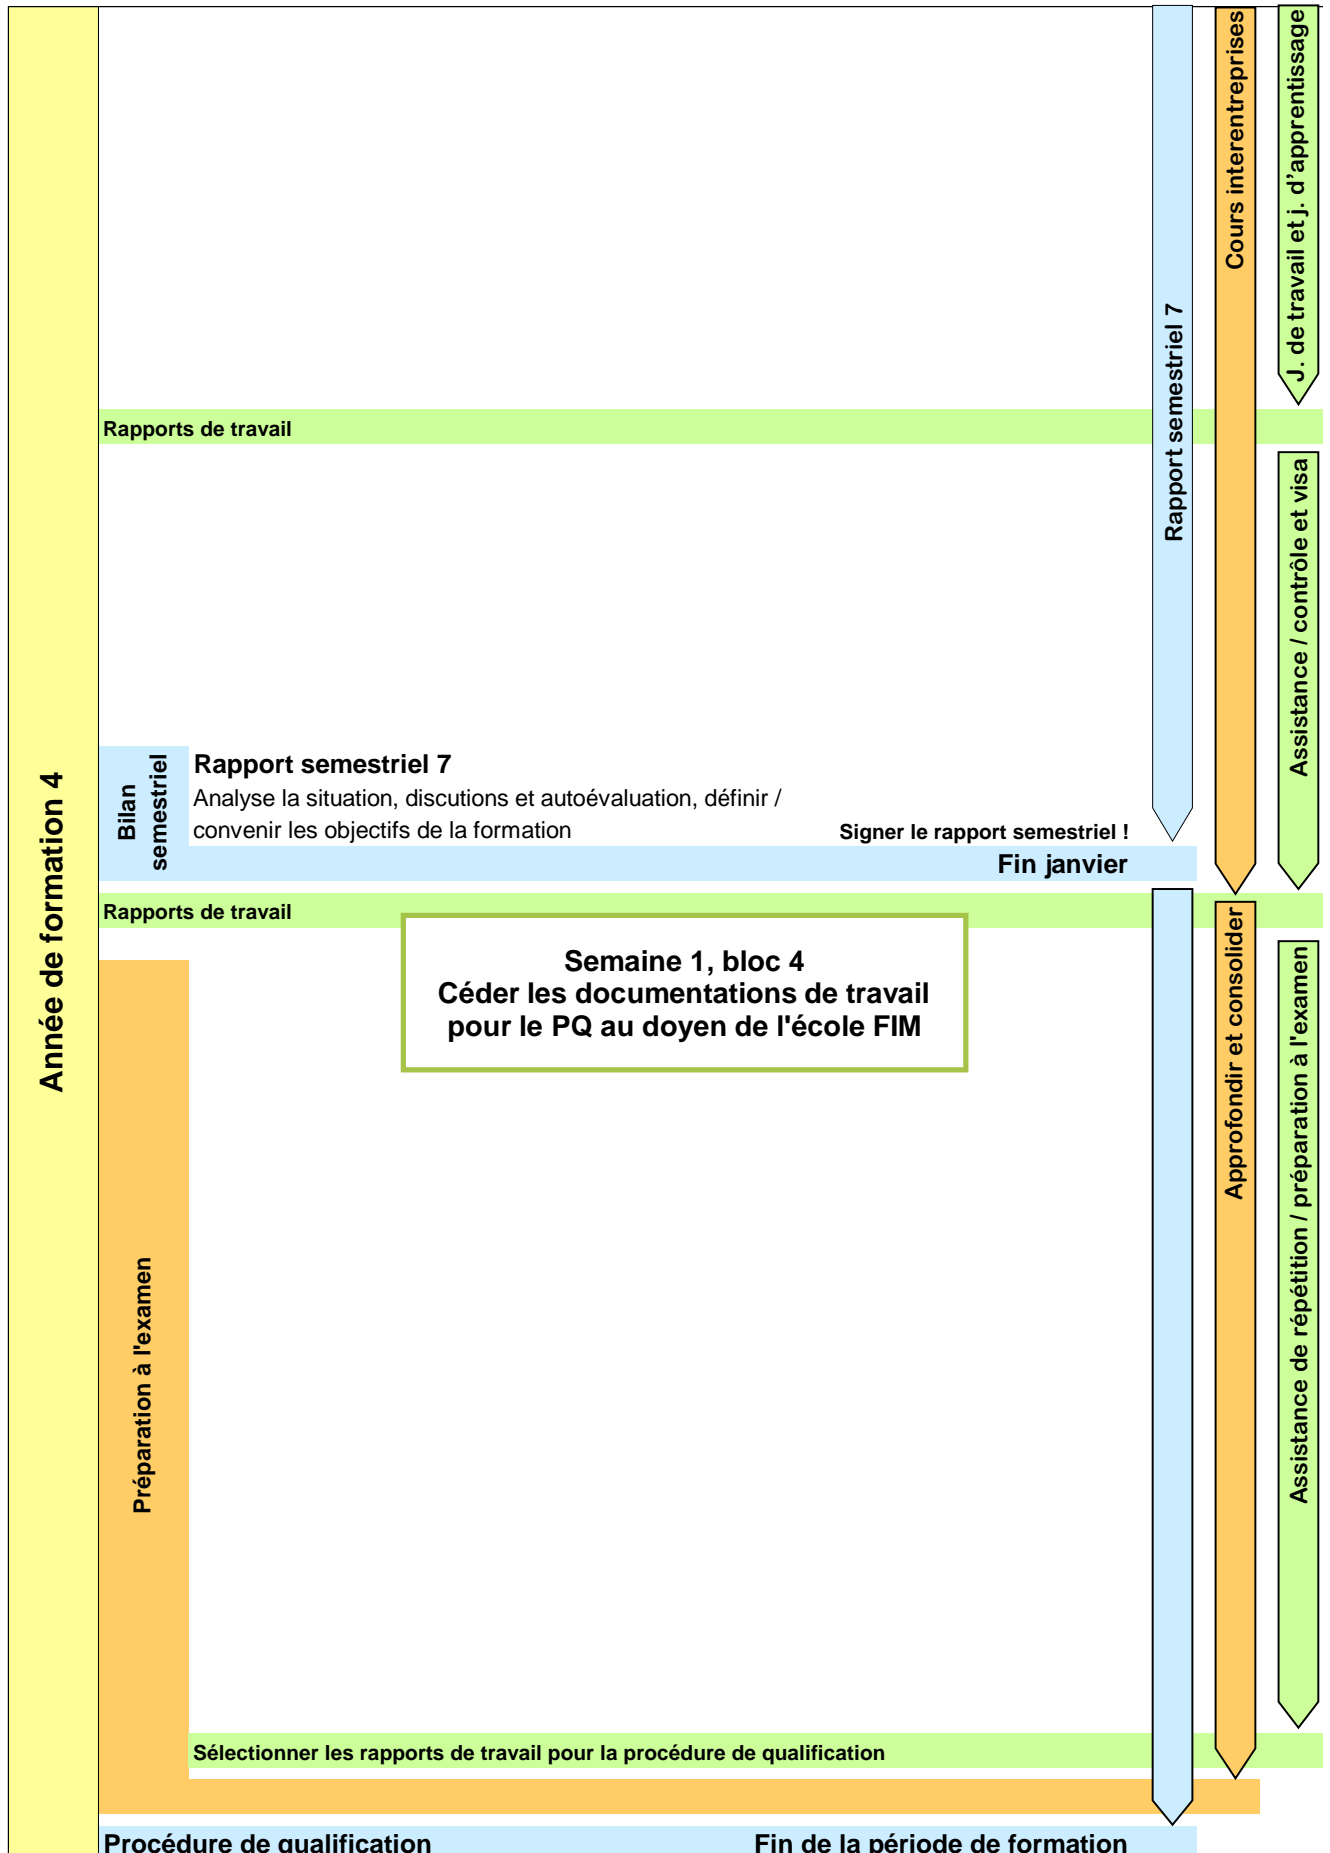 Année de formation 4
Cours interentreprises
J. de travail et j. d'apprentissage
Rapport semestriel 7
Rapports de travail
Assistance / contrôle et visa
Bilan
semestriel
Rapport semestriel 7
Analyse la situation, discutions et autoévaluation, définir /
convenir les objectifs de la formation
Signer le rapport semestriel !
Fin janvier
Rapports de travail
Semaine 1, bloc 4
Céder les documentations de travail
pour le PQ au doyen de l'école FIM
Approfondir et consolider
Assistance de répétition / préparation à l'examen
Préparation à l'examen
Sélectionner les rapports de travail pour la procédure de qualification
Procédure de qualification
Fin de la période de formation